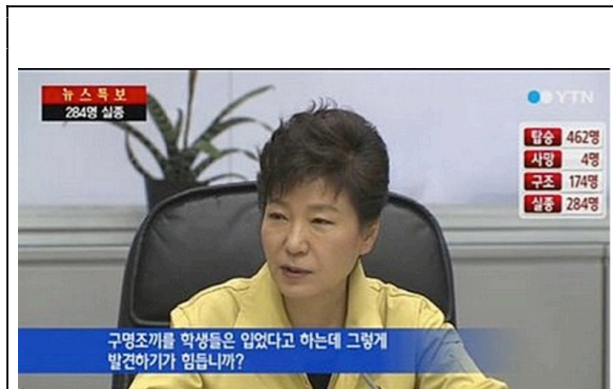 뉴스특보
284명 실종
YTN
탑승 462명
사망 4명
구조 174명
실종 284명
구명조끼를 학생들은 입었다고 하는데 그렇게
발견하기가 힘듭니까?